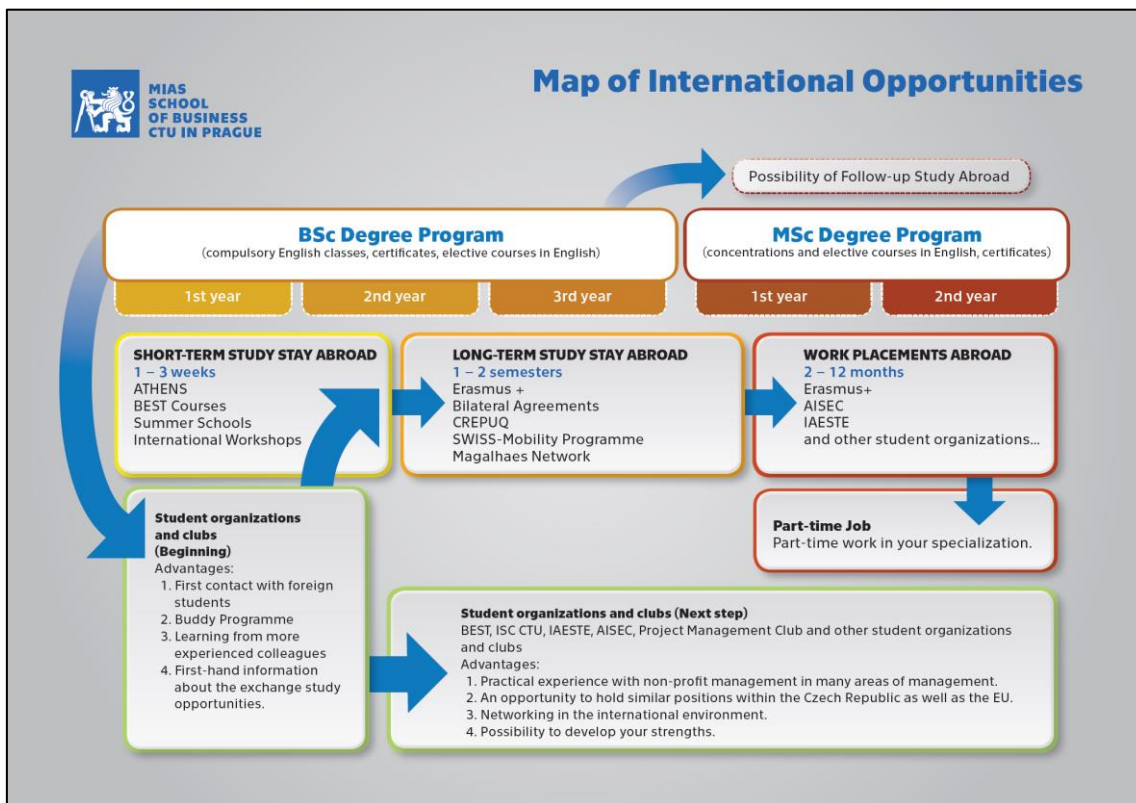 MIAS
SCHOOL
OF BUSINESS
CTU IN PRAGUE
Map of International Opportunities
Possibility of Follow-up Study Abroad
BSc Degree Program
(compulsory English classes, certificates, elective courses in English)
1st year
2nd year
3rd year
MSc Degree Program
(concentrations and elective courses in English, certificates)
1st year
2nd year
SHORT-TERM STUDY STAY ABROAD
1 – 3 weeks
ATHENS
BEST Courses
Summer Schools
International Workshops
LONG-TERM STUDY STAY ABROAD
1 – 2 semesters
Erasmus +
Bilateral Agreements
CREPUQ
SWISS-Mobility Programme
Magalhaes Network
WORK PLACEMENTS ABROAD
2 – 12 months
Erasmus+
AISEC
IAESTE
and other student organizations...
Part-time Job
Part-time work in your specialization.
Student organizations
and clubs
(Beginning)
Advantages:
1. First contact with foreign
students
2. Buddy Programme
3. Learning from more
experienced colleagues
4. First-hand information
about the exchange study
opportunities.
Student organizations and clubs (Next step)
BEST, ISC CTU, IAESTE, AISEC, Project Management Club and other student organizations
and clubs
Advantages:
1. Practical experience with non-profit management in many areas of management.
2. An opportunity to hold similar positions within the Czech Republic as well as the EU.
3. Networking in the international environment.
4. Possibility to develop your strengths.